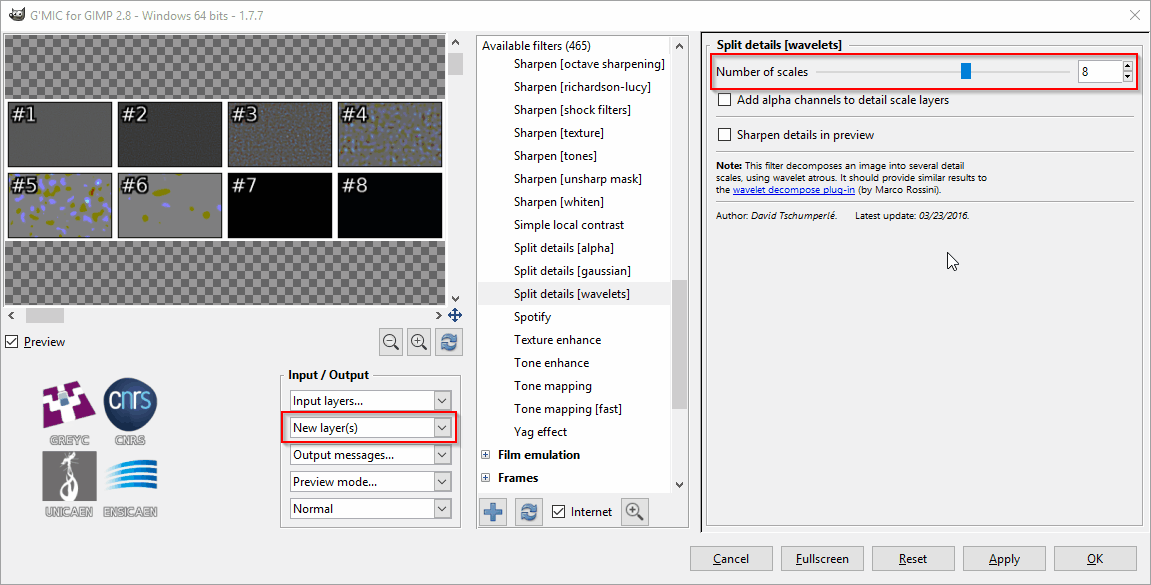 G'MIC for GIMP 2.8 - Windows 64 bits - 1.7.7
#1
#2
#3
#4
#5
#6
#7
#8
Preview
GREYC
CNRS
cnrs
UNICAEN
ENSICAEN
Input / Output
Input layers...
New layer(s)
Output messages...
Preview mode...
Normal
Available filters (465)
Sharpen [octave sharpening]
Sharpen [richardson-lucy]
Sharpen [shock filters]
Sharpen [texture]
Sharpen [tones]
Sharpen [unsharp mask]
Sharpen [whiten]
Simple local contrast
Split details [alpha]
Split details [gaussian]
Split details [wavelets]
Spotify
Texture enhance
Tone enhance
Tone mapping
Tone mapping [fast]
Yag effect
Film emulation
Frames
Internet
Split details [wavelets]
Number of scales
8
Add alpha channels to detail scale layers
Sharpen details in preview
Note: This filter decomposes an image into several detail
scales, using wavelet atrous. It should provide similar results to
the wavelet decompose plug-in (by Marco Rossini).
Author: David Tschumperlé. Latest update: 03/23/2016.
Cancel
Fullscreen
Reset
Apply
OK